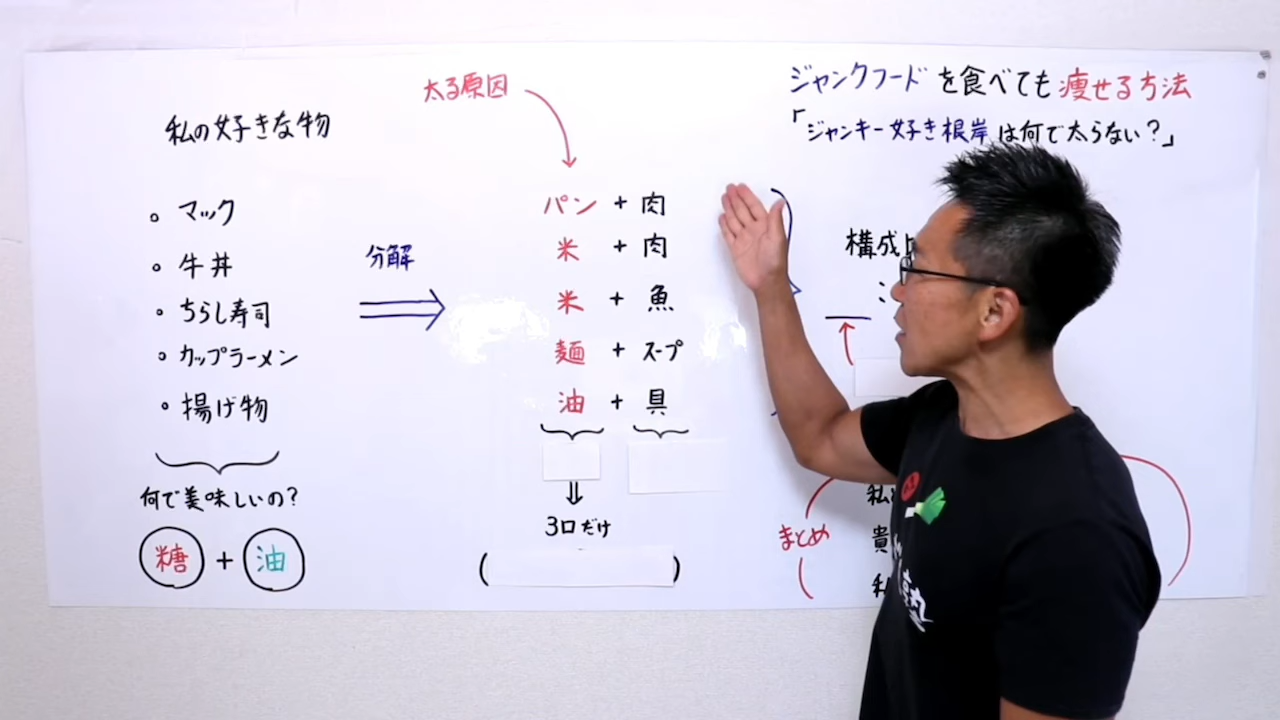 ジャンクフードを食べても痩せる方法
「ジャンキー好き根岸は何で太らない?」
私の好きな物
マック
牛丼
ちらし寿司
カップラーメン
揚げ物
何で美味しいの?
糖 + 油
分解
太る原因
パン + 肉
米 + 肉
米 + 魚
麺 + スープ
油 + 具
3口だけ
( )
構成
まとめ
私
貴
私
塾